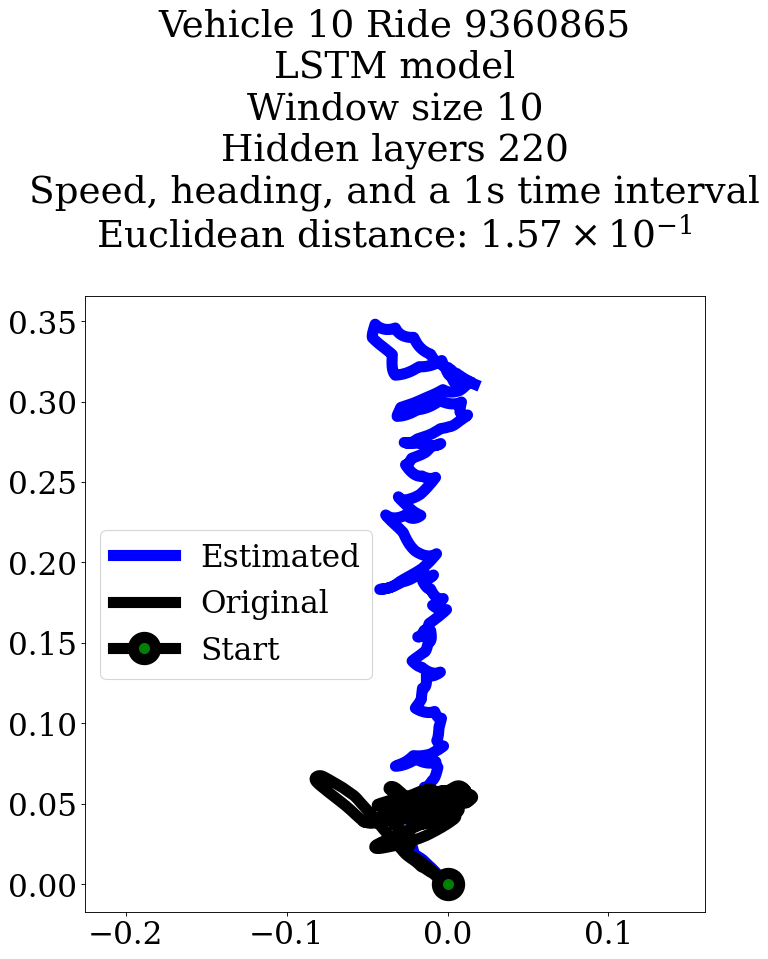 Vehicle 10 Ride 9360865
LSTM model
Window size 10
Hidden layers 220
Speed, heading, and a 1s time interval
Euclidean distance: 1.57 × 10⁻¹
0.35
0.30
0.25
0.20
0.15
0.10
0.05
0.00
Estimated
Original
Start
−0.2
−0.1
0.0
0.1